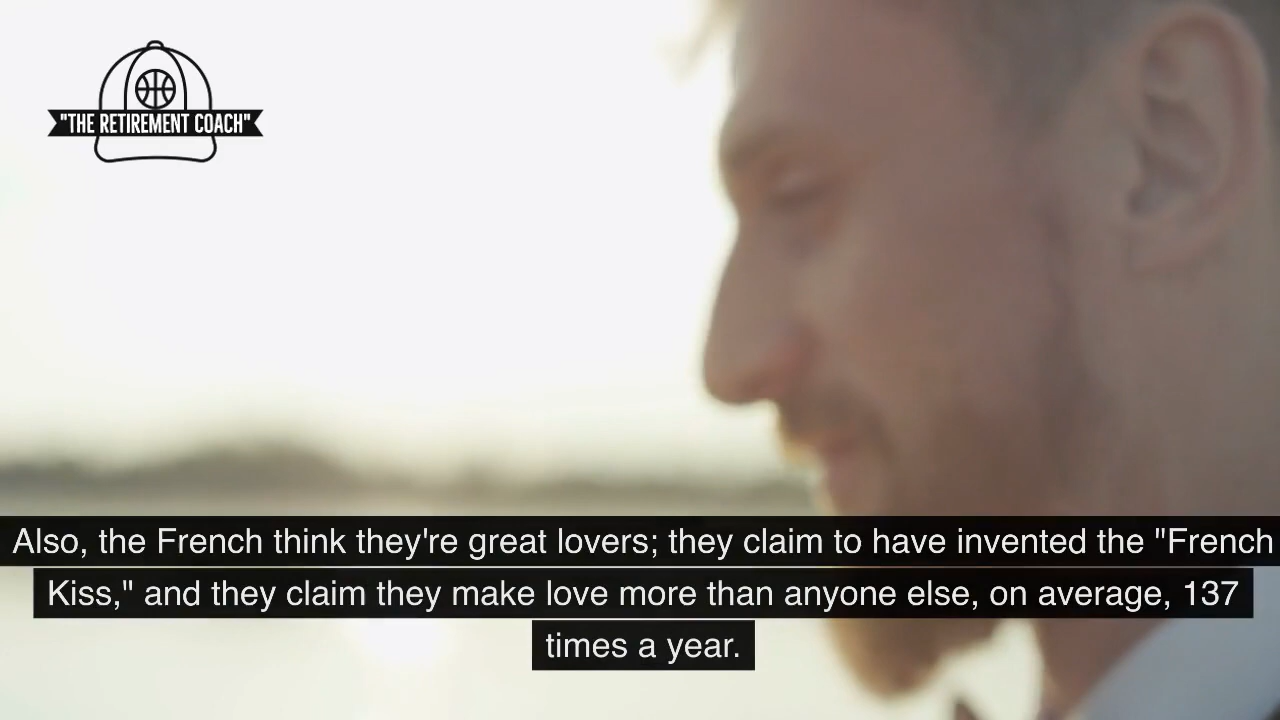 "THE RETIREMENT COACH"
Also, the French think they're great lovers; they claim to have invented the "French
Kiss," and they claim they make love more than anyone else, on average, 137
times a year.